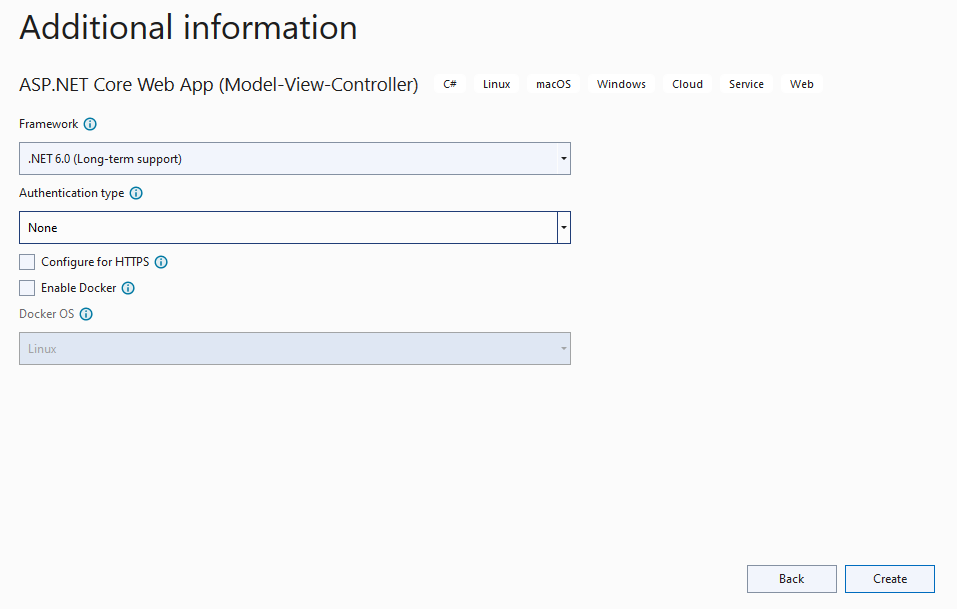 Additional information
ASP.NET Core Web App (Model-View-Controller) C# Linux macOS Windows Cloud Service Web
Framework
.NET 6.0 (Long-term support)
Authentication type
None
Configure for HTTPS
Enable Docker
Docker OS
Linux
Back Create